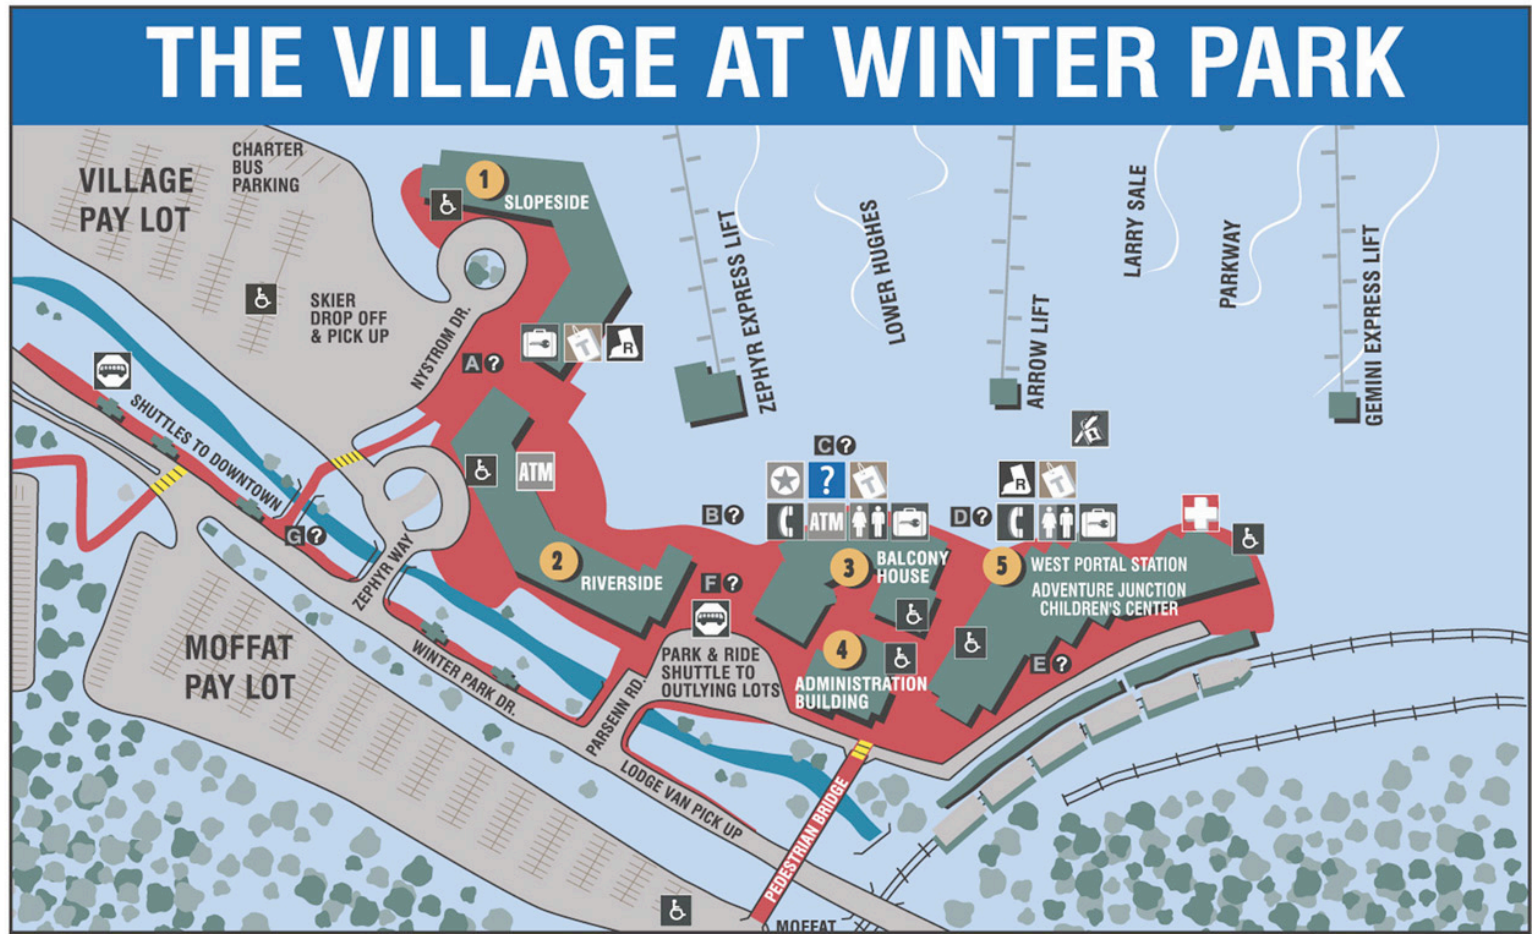 THE VILLAGE AT WINTER PARK
CHARTER
BUS
PARKING
VILLAGE
PAY LOT
1
SLOPESIDE
SKIER
DROP OFF
& PICK UP
NYSTROM DR.
A?
T
R
ZEPHYR EXPRESS LIFT
LOWER HUGHES
ARROW LIFT
LARRY SALE
PARKWAY
GEMINI EXPRESS LIFT
SHUTTLES TO DOWNTOWN
ATM
C?
?
T
R
T
B?
ATM
D?
G?
ZEPHYR WAY
2
RIVERSIDE
3
BALCONY
HOUSE
5
WEST PORTAL STATION
ADVENTURE JUNCTION
CHILDREN'S CENTER
F?
MOFFAT
PAY LOT
WINTER PARK DR.
PARSENN RD.
PARK & RIDE
SHUTTLE TO
OUTLYING LOTS
4
ADMINISTRATION
BUILDING
E?
LODGE VAN PICK UP
PEDESTRIAN BRIDGE
MOFFAT